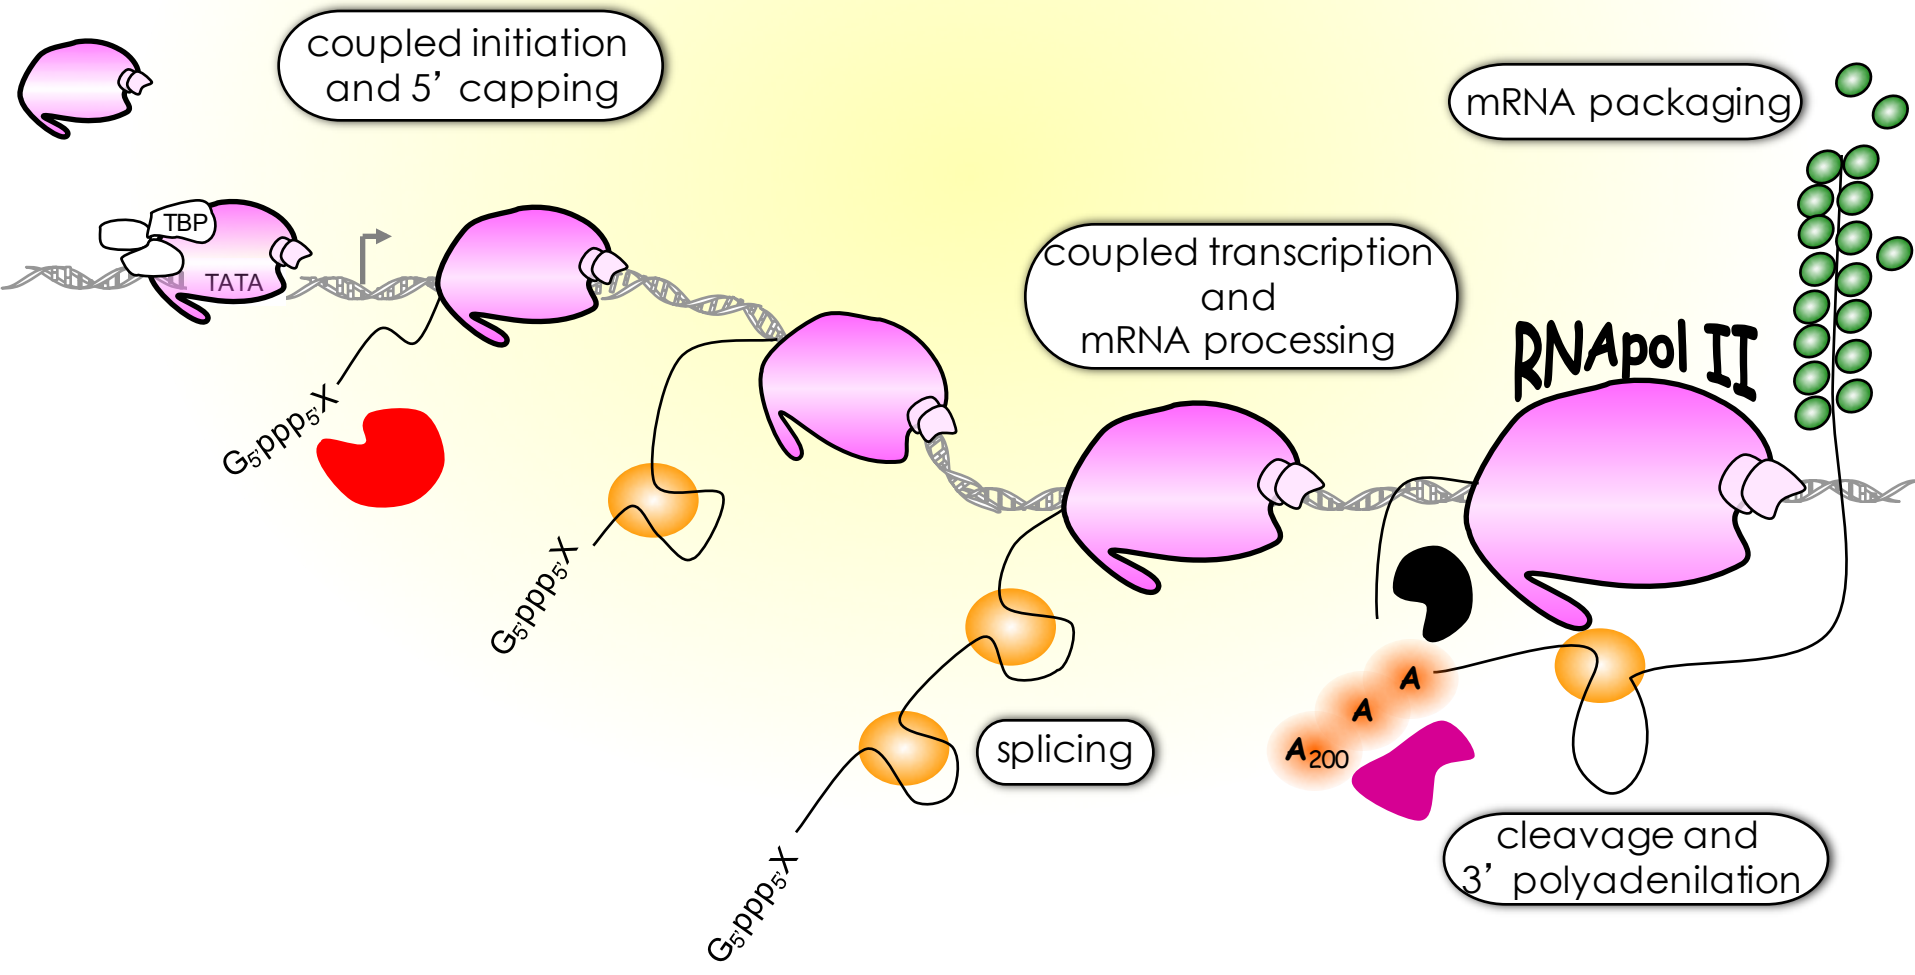 coupled initiation
and 5’ capping
mRNA packaging
TBP
TATA
coupled transcription
and
mRNA processing
RNApol II
G5'ppp5'X
G5'ppp5'X
splicing
A
A
A200
G5'ppp5'X
cleavage and
3’ polyadenilation